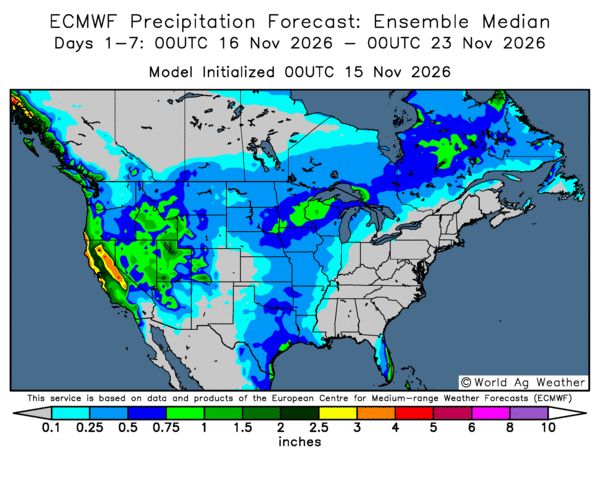 ECMWF Precipitation Forecast: Ensemble Median
Days 1–7: 00UTC 16 Nov 2026 – 00UTC 23 Nov 2026
Model Initialized 00UTC 15 Nov 2026
© World Ag Weather
This service is based on data and products of the European Centre for Medium-range Weather Forecasts (ECMWF)
0.1 0.25 0.5 0.75 1 1.5 2 2.5 3 4 5 6 8 10
inches